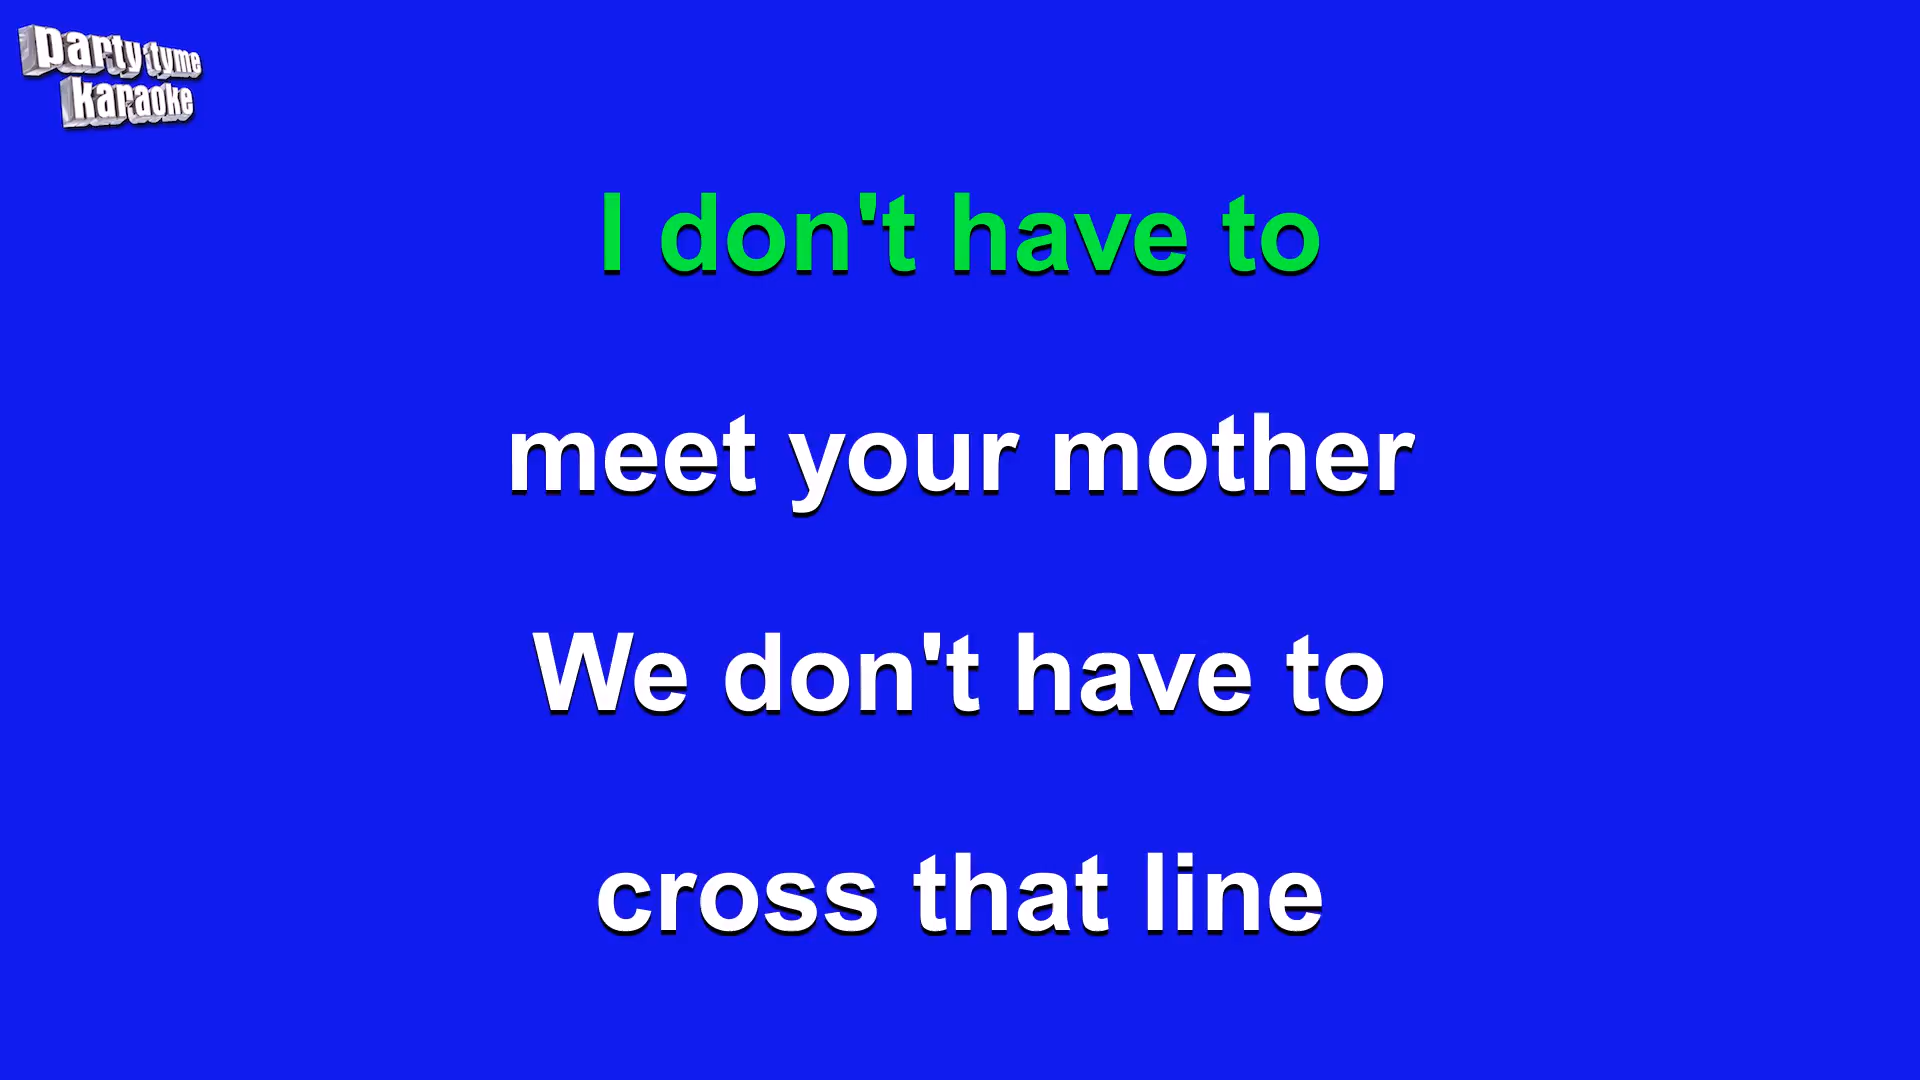 party tyme
karaoke
I don't have to
meet your mother
We don't have to
cross that line